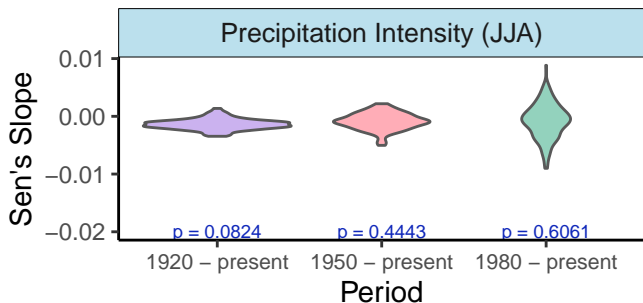 Precipitation Intensity (JJA)
Sen's Slope
0.01
0.00
−0.01
−0.02
p = 0.0824 p = 0.4443 p = 0.6061
1920 − present 1950 − present 1980 − present
Period